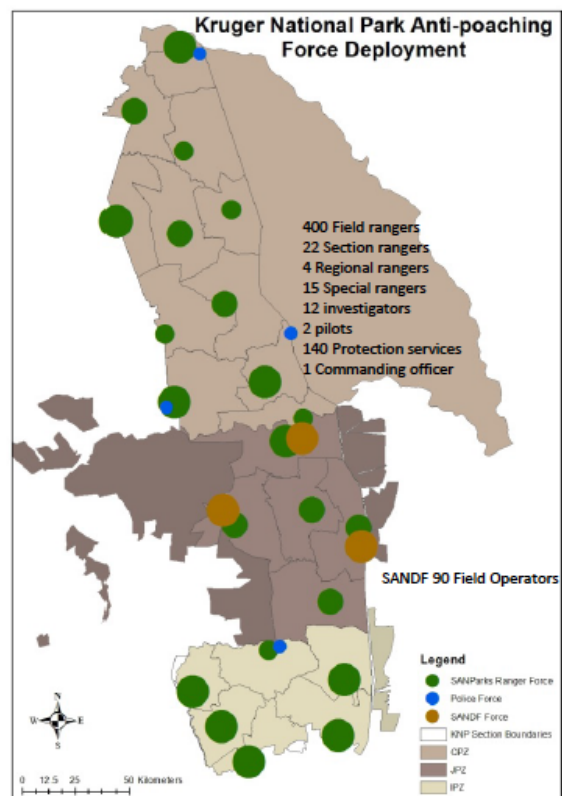 Kruger National Park Anti-poaching
Force Deployment
400 Field rangers
22 Section rangers
4 Regional rangers
15 Special rangers
12 investigators
2 pilots
140 Protection services
1 Commanding officer
SANDF 90 Field Operators
Legend
SANParks Ranger Force
Police Force
SANDF Force
KNP Section Boundaries
CPZ
JPZ
IPZ
N
W E
S
0 12.5 25 50 Kilometers